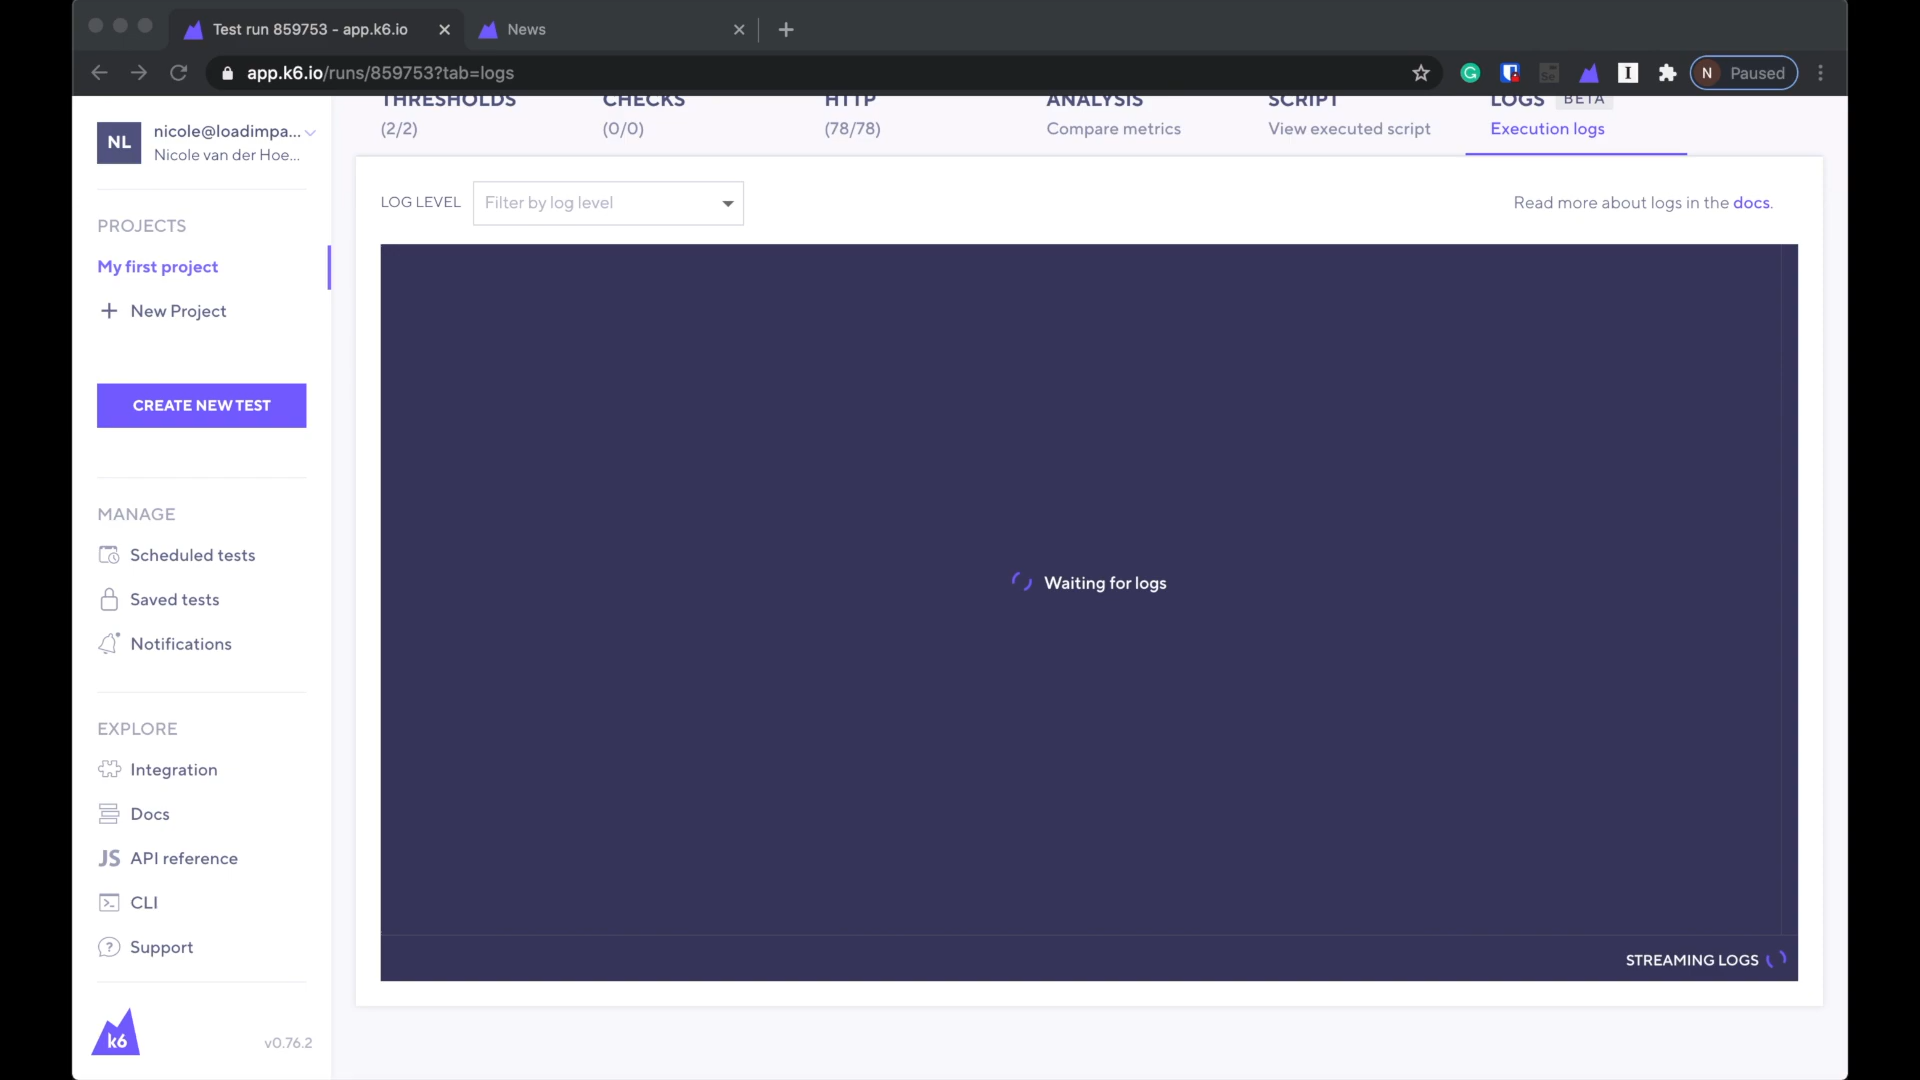 Test run 859753 - app.k6.io
News
app.k6.io/runs/859753?tab=logs
N Paused
NL
nicole@loadimpa...
Nicole van der Hoe...
PROJECTS
My first project
New Project
CREATE NEW TEST
MANAGE
Scheduled tests
Saved tests
Notifications
EXPLORE
Integration
Docs
JS API reference
CLI
Support
k6
v0.76.2
THRESHOLDS
(2/2)
CHECKS
(0/0)
HTTP
(78/78)
ANALYSIS
Compare metrics
SCRIPT
View executed script
LOGS BETA
Execution logs
LOG LEVEL
Filter by log level
Read more about logs in the docs.
Waiting for logs
STREAMING LOGS